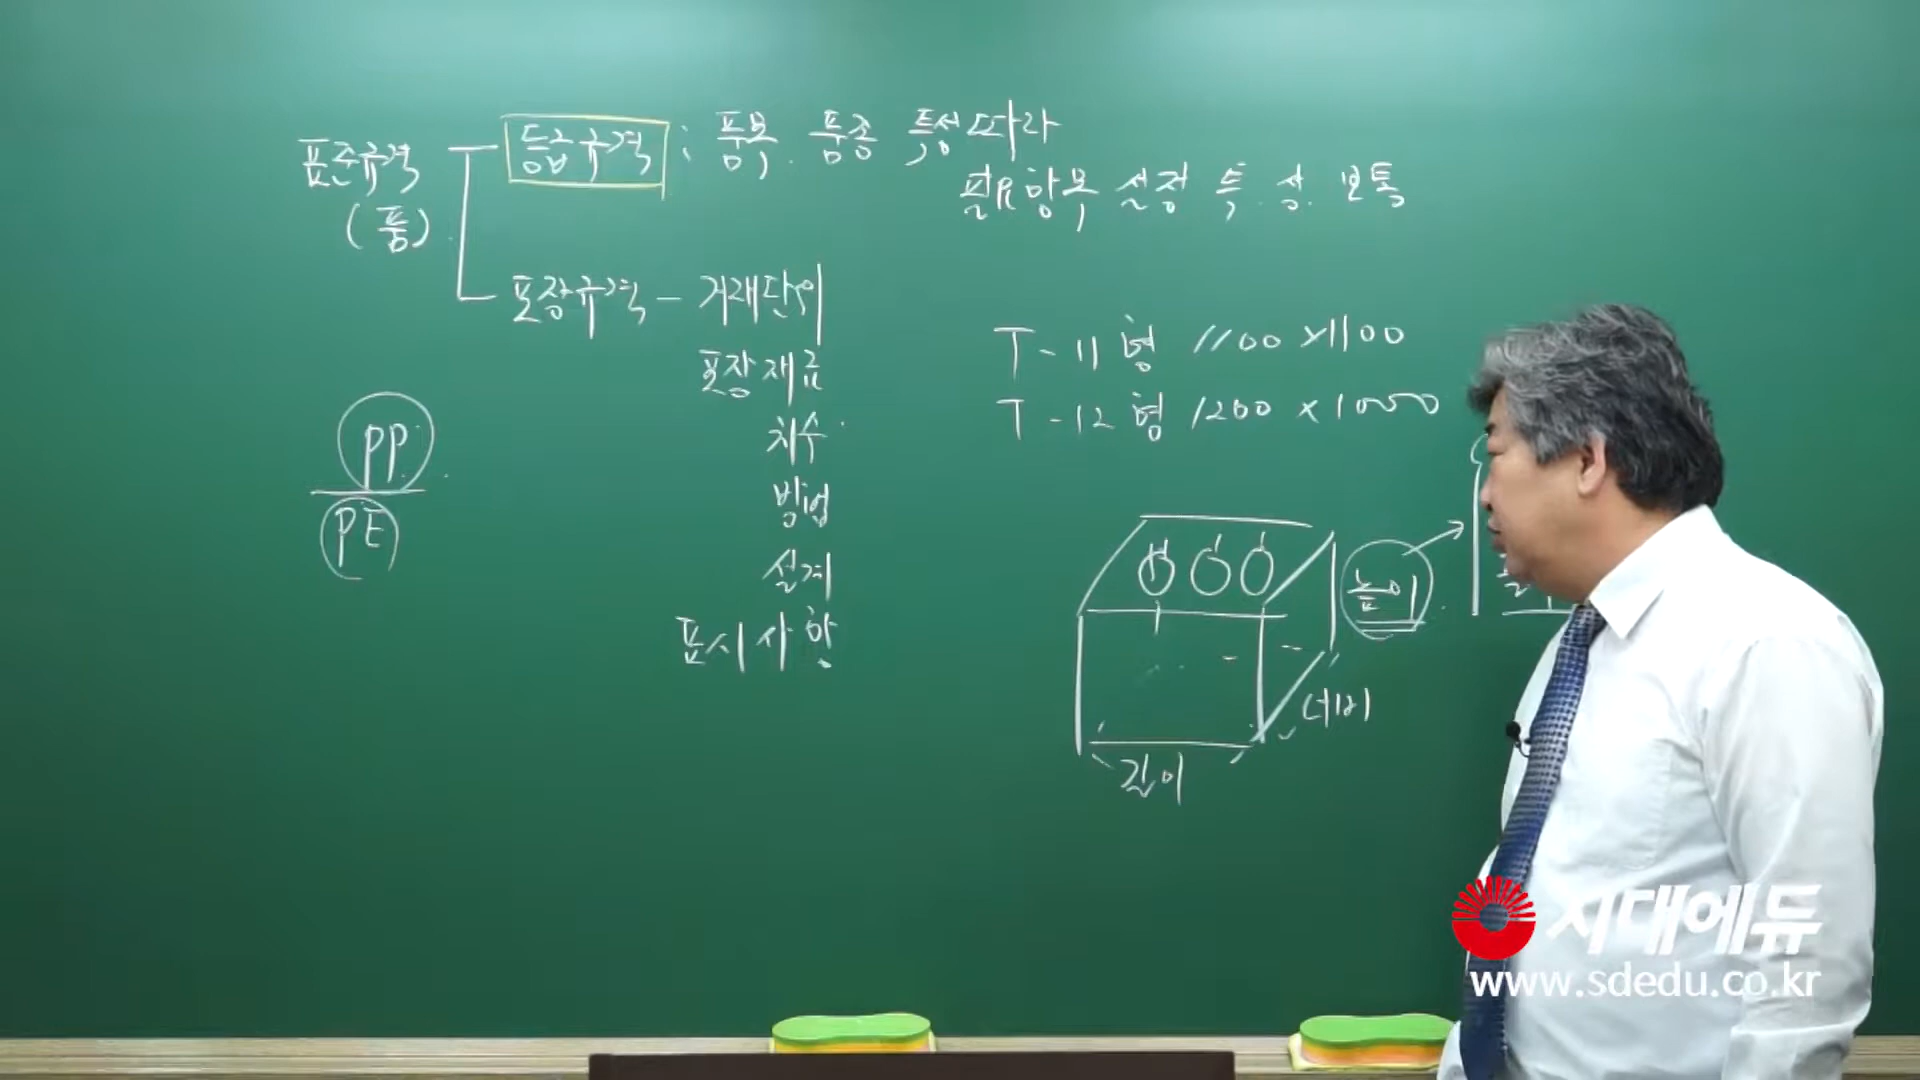 표준규격 등급규격 : 품목. 품종 특성따라
(품) 필요항목 설정 특. 상. 보통
포장규격 - 거래단위
포장재료
치수
방법
설계
표시사항
PP
PE
T-11형 1100 x 1100
T-12형 1200 x 1000
높이
너비
길이
시대에듀
www.sdedu.co.kr